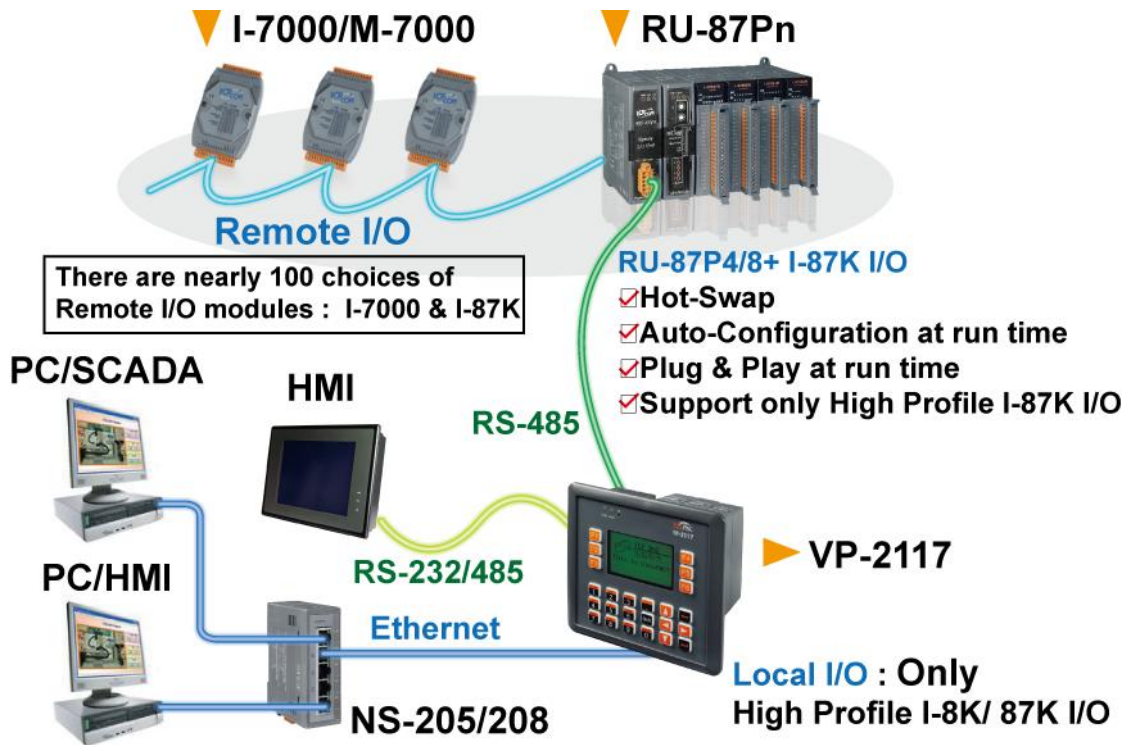 I-7000/M-7000
RU-87Pn
Remote I/O
There are nearly 100 choices of
Remote I/O modules : I-7000 & I-87K
RU-87P4/8+ I-87K I/O
Hot-Swap
Auto-Configuration at run time
Plug & Play at run time
Support only High Profile I-87K I/O
PC/SCADA
HMI
RS-485
RS-232/485
VP-2117
VP-2117
PC/HMI
Ethernet
NS-205/208
Local I/O : Only
High Profile I-8K/ 87K I/O